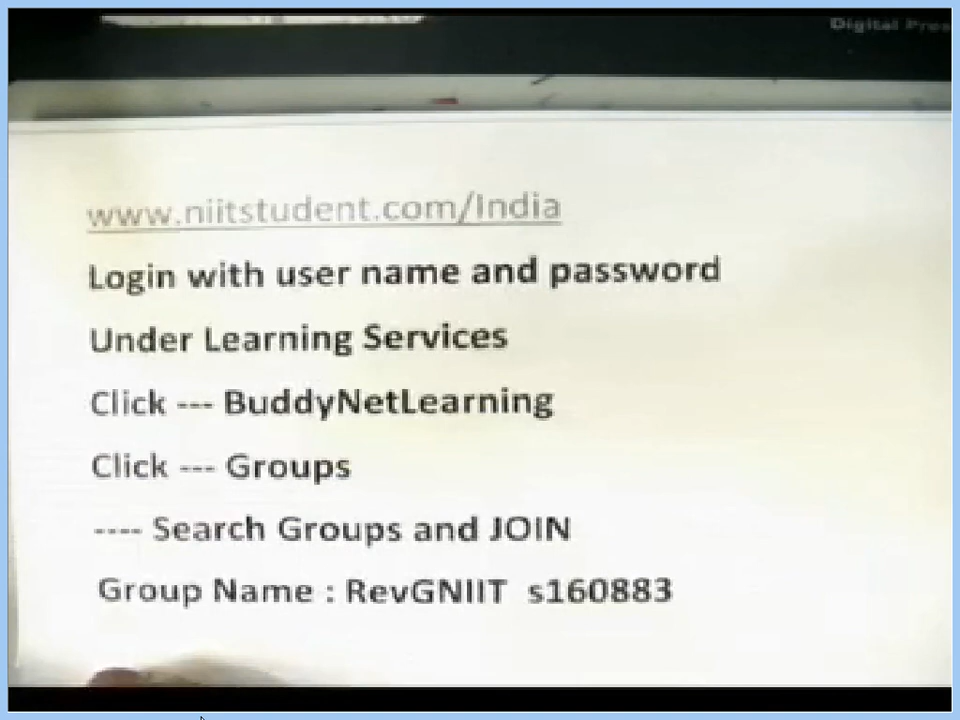 Digital
www.niitstudent.com/India
Login with user name and password
Under Learning Services
Click --- BuddyNetLearning
Click --- Groups
---- Search Groups and JOIN
Group Name : RevGNIIT s160883